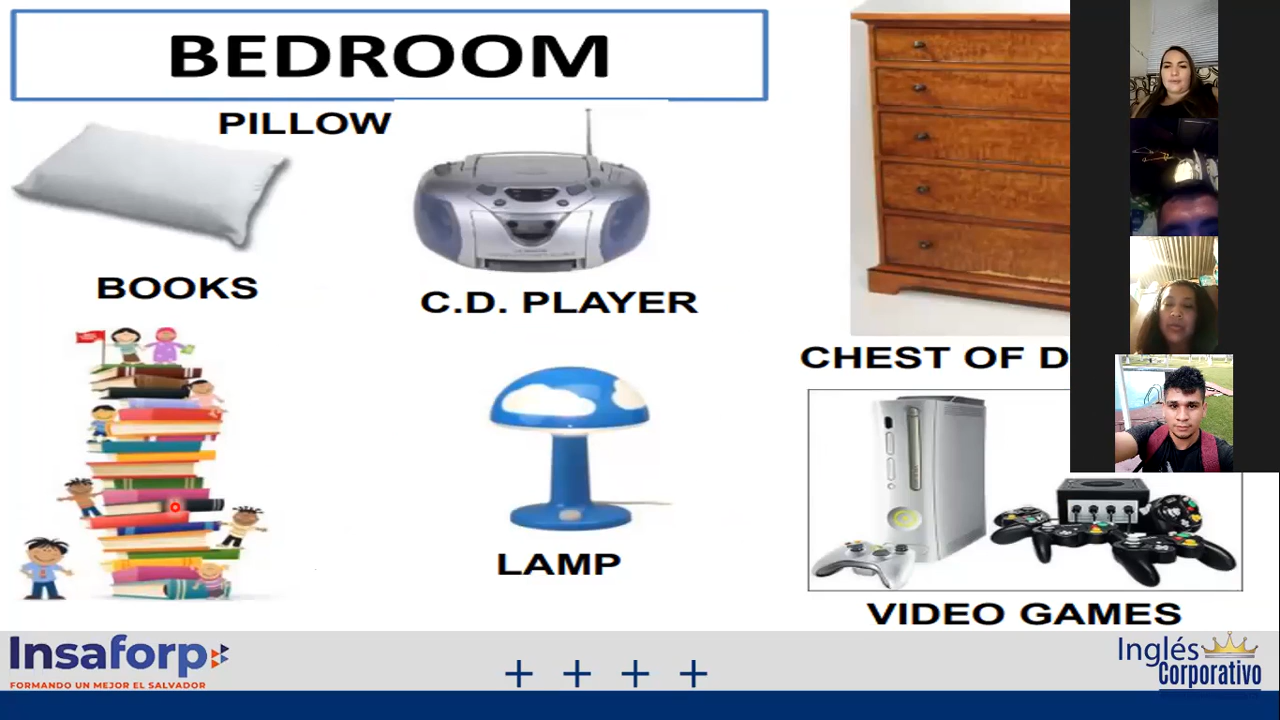 BEDROOM
PILLOW
BOOKS
C.D. PLAYER
CHEST OF D
LAMP
VIDEO GAMES
Insaforp
FORMANDO UN MEJOR EL SALVADOR
Inglés
Corporativo